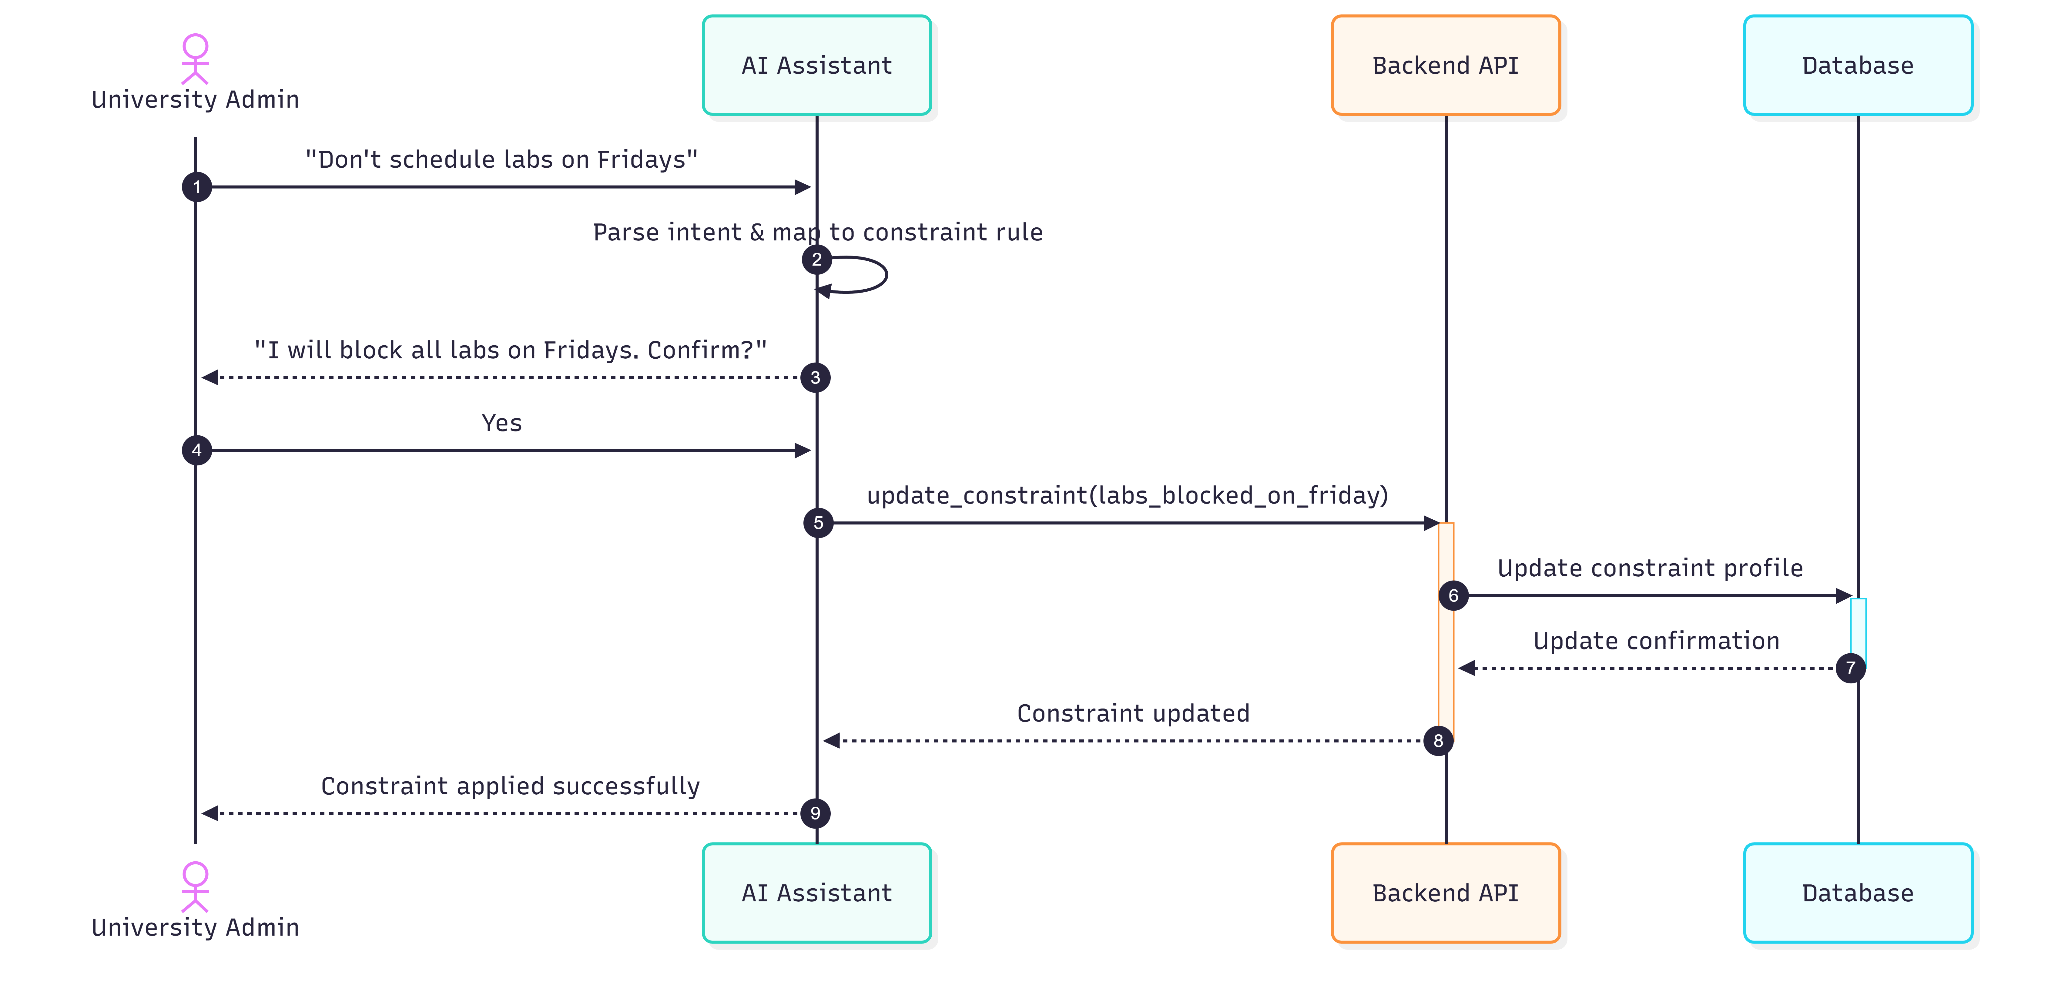 University Admin
AI Assistant
Backend API
Database
"Don't schedule labs on Fridays"
1
Parse intent & map to constraint rule
2
"I will block all labs on Fridays. Confirm?"
3
Yes
4
update_constraint(labs_blocked_on_friday)
5
Update constraint profile
6
Update confirmation
7
Constraint updated
8
Constraint applied successfully
9
University Admin
AI Assistant
Backend API
Database